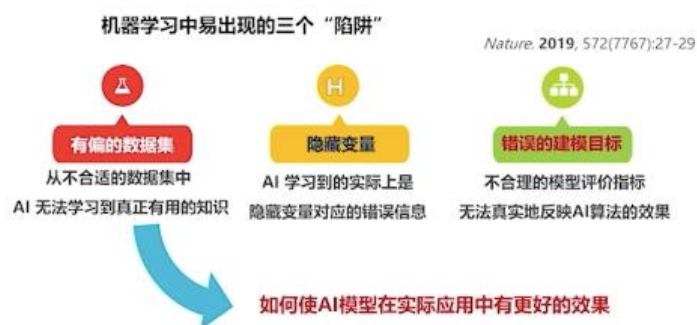 机器学习中易出现的三个“陷阱”
Nature. 2019, 572(7767):27-29
H
有偏的数据集
从不合适的数据集中
AI 无法学习到真正有用的知识
隐藏变量
AI 学习到的实际上是
隐藏变量对应的错误信息
错误的建模目标
不合理的模型评价指标
无法真实地反映AI算法的效果
如何使AI模型在实际应用中有更好的效果